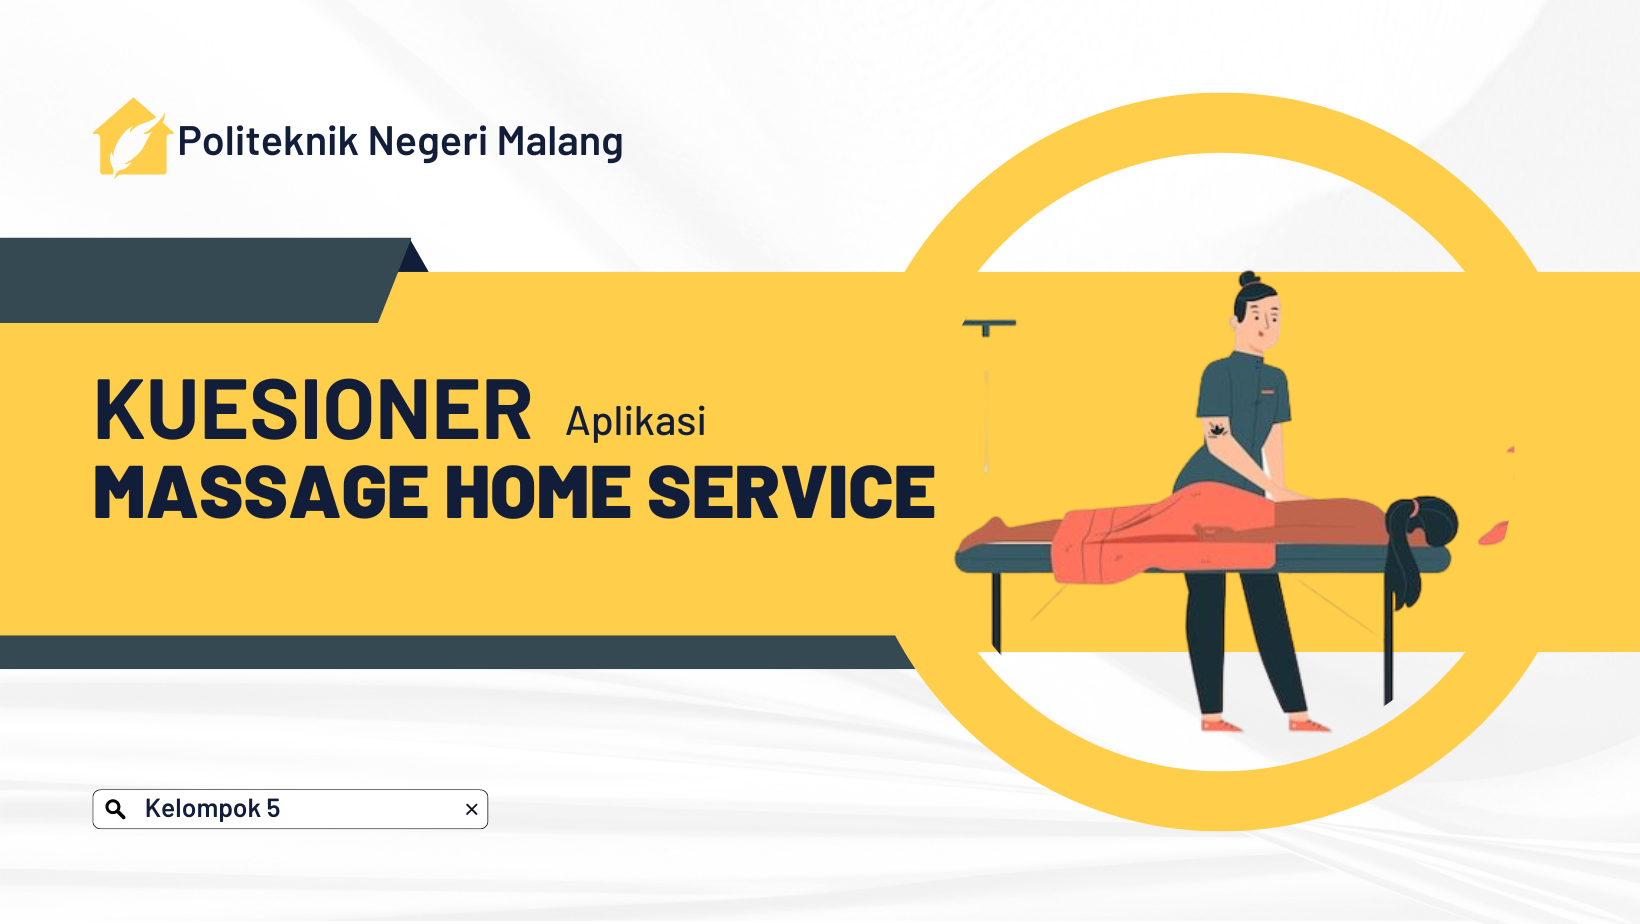 Politeknik Negeri Malang
KUESIONER Aplikasi
MASSAGE HOME SERVICE
Kelompok 5